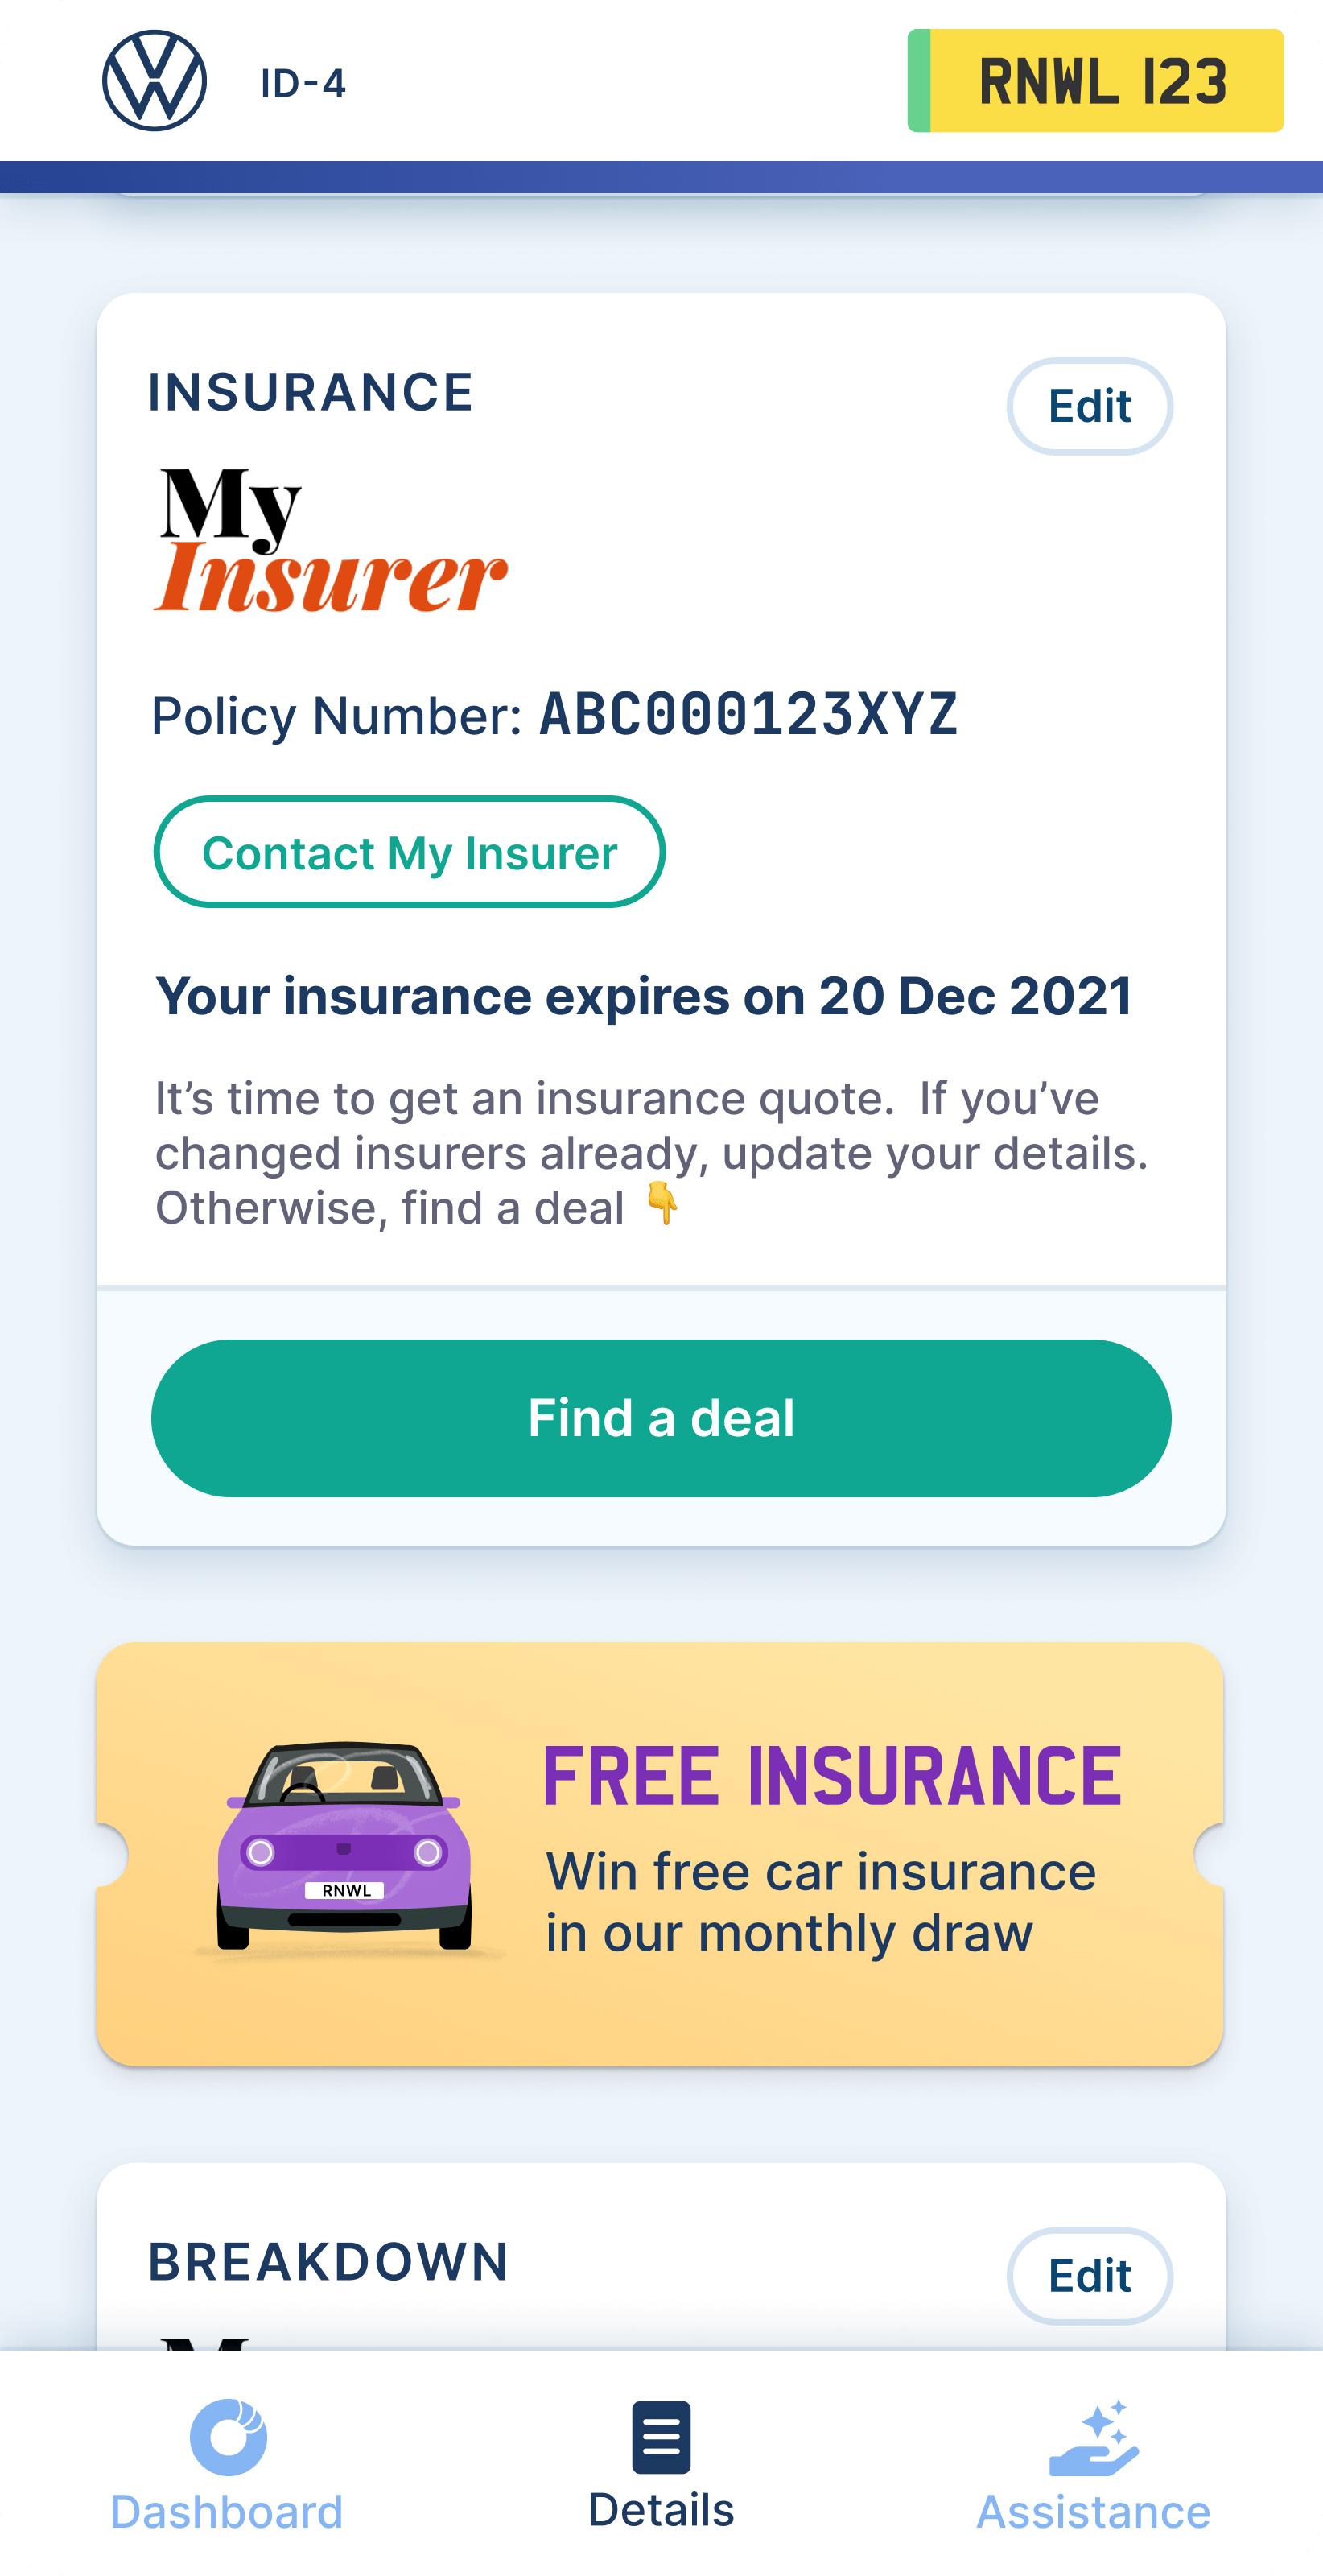 ID-4
RNWL 123
INSURANCE
Edit
My
Insurer
Policy Number: ABC000123XYZ
Contact My Insurer
Your insurance expires on 20 Dec 2021
It’s time to get an insurance quote.  If you’ve
changed insurers already, update your details.
Otherwise, find a deal 👇
Find a deal
FREE INSURANCE
Win free car insurance
in our monthly draw
RNWL
BREAKDOWN
Edit
Dashboard
Details
Assistance